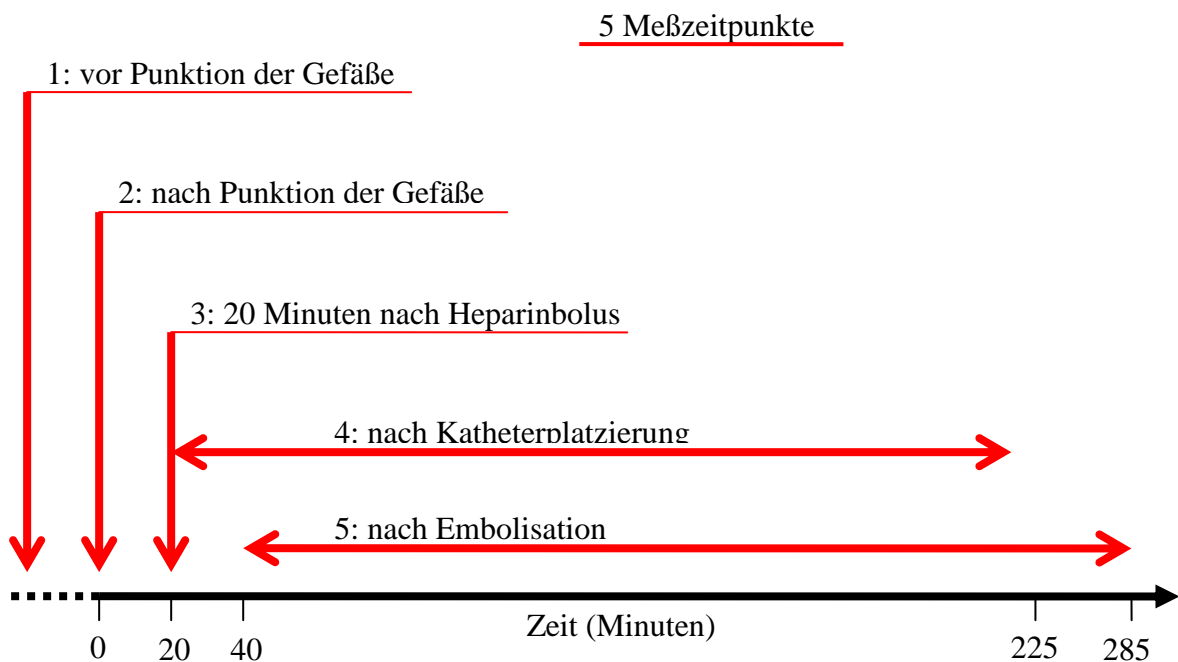 5 Meßzeitpunkte
1: vor Punktion der Gefäße
2: nach Punktion der Gefäße
3: 20 Minuten nach Heparinbolus
4: nach Katheterplatzierung
5: nach Embolisation
Zeit (Minuten)
0 20 40 225 285